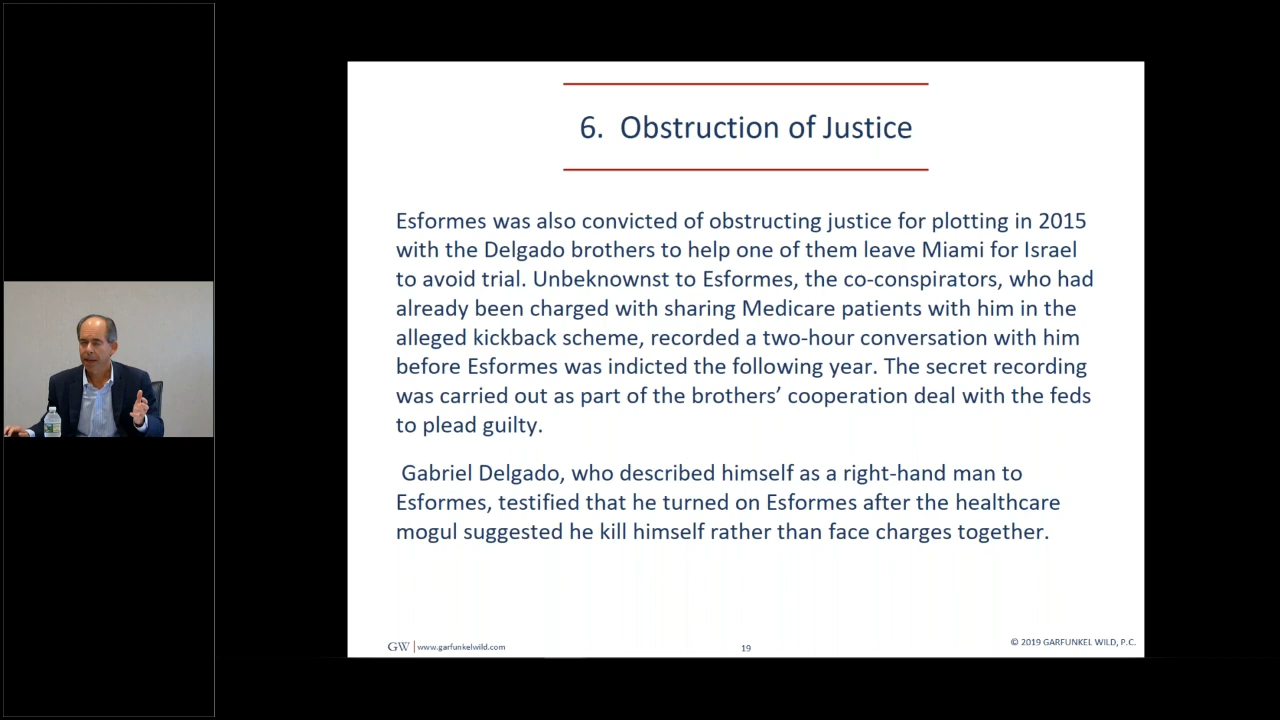 6. Obstruction of Justice
Esformes was also convicted of obstructing justice for plotting in 2015
with the Delgado brothers to help one of them leave Miami for Israel
to avoid trial. Unbeknownst to Esformes, the co-conspirators, who had
already been charged with sharing Medicare patients with him in the
alleged kickback scheme, recorded a two-hour conversation with him
before Esformes was indicted the following year. The secret recording
was carried out as part of the brothers’ cooperation deal with the feds
to plead guilty.
Gabriel Delgado, who described himself as a right-hand man to
Esformes, testified that he turned on Esformes after the healthcare
mogul suggested he kill himself rather than face charges together.
GW | www.garfunkelwild.com
19
© 2019 GARFUNKEL WILD, P.C.